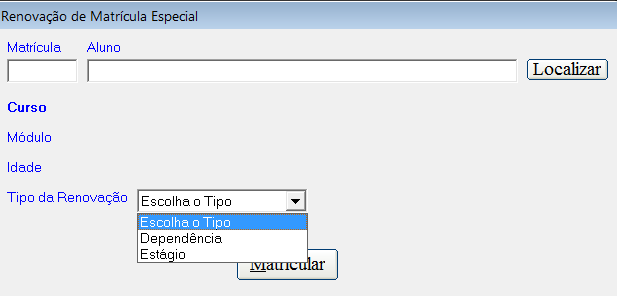 Renovação de Matrícula Especial
Matrícula Aluno
Localizar
Curso
Módulo
Idade
Tipo da Renovação Escolha o Tipo
Escolha o Tipo
Dependência
Estágio
Matricular